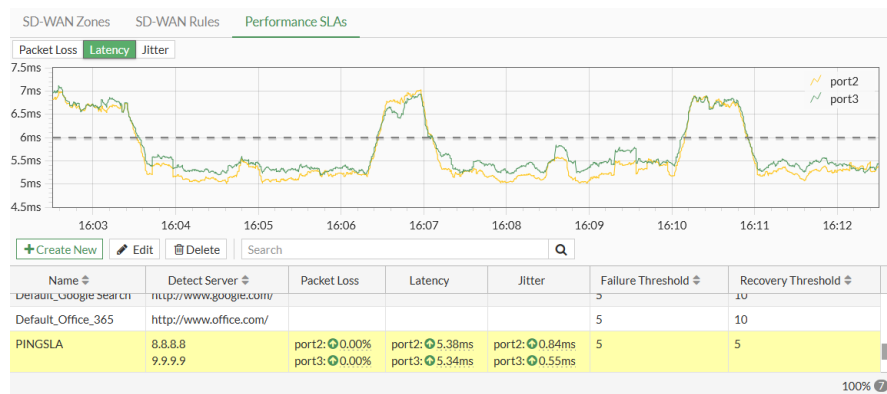 SD-WAN Zones SD-WAN Rules Performance SLAs
Packet Loss Latency Jitter
7.5ms
7ms
6.5ms
6ms
5.5ms
5ms
4.5ms
port2
port3
16:03 16:04 16:05 16:06 16:07 16:08 16:09 16:10 16:11 16:12
+Create New Edit Delete Search
Name Detect Server Packet Loss Latency Jitter Failure Threshold Recovery Threshold
Default_Google Search http://www.google.com/ 5 10
Default_Office_365 http://www.office.com/ 5 10
PINGSLA 8.8.8.8 port2: 0.00% port2: 5.38ms port2: 0.84ms 5 5
9.9.9.9 port3: 0.00% port3: 5.34ms port3: 0.55ms
100% 7